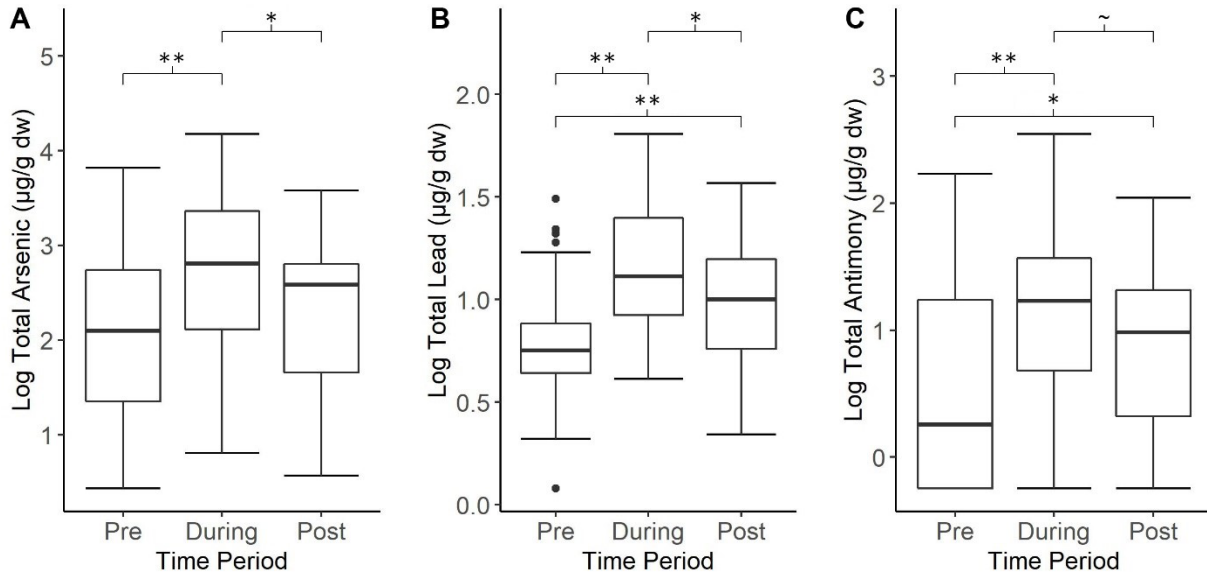 A
Log Total Arsenic (µg/g dw)
5
4
3
2
1
**
*
Pre During Post
Time Period
B
Log Total Lead (µg/g dw)
2.0
1.5
1.0
0.5
0.0
*
**
**
Pre During Post
Time Period
C
Log Total Antimony (µg/g dw)
3
2
1
0
~
**
*
Pre During Post
Time Period